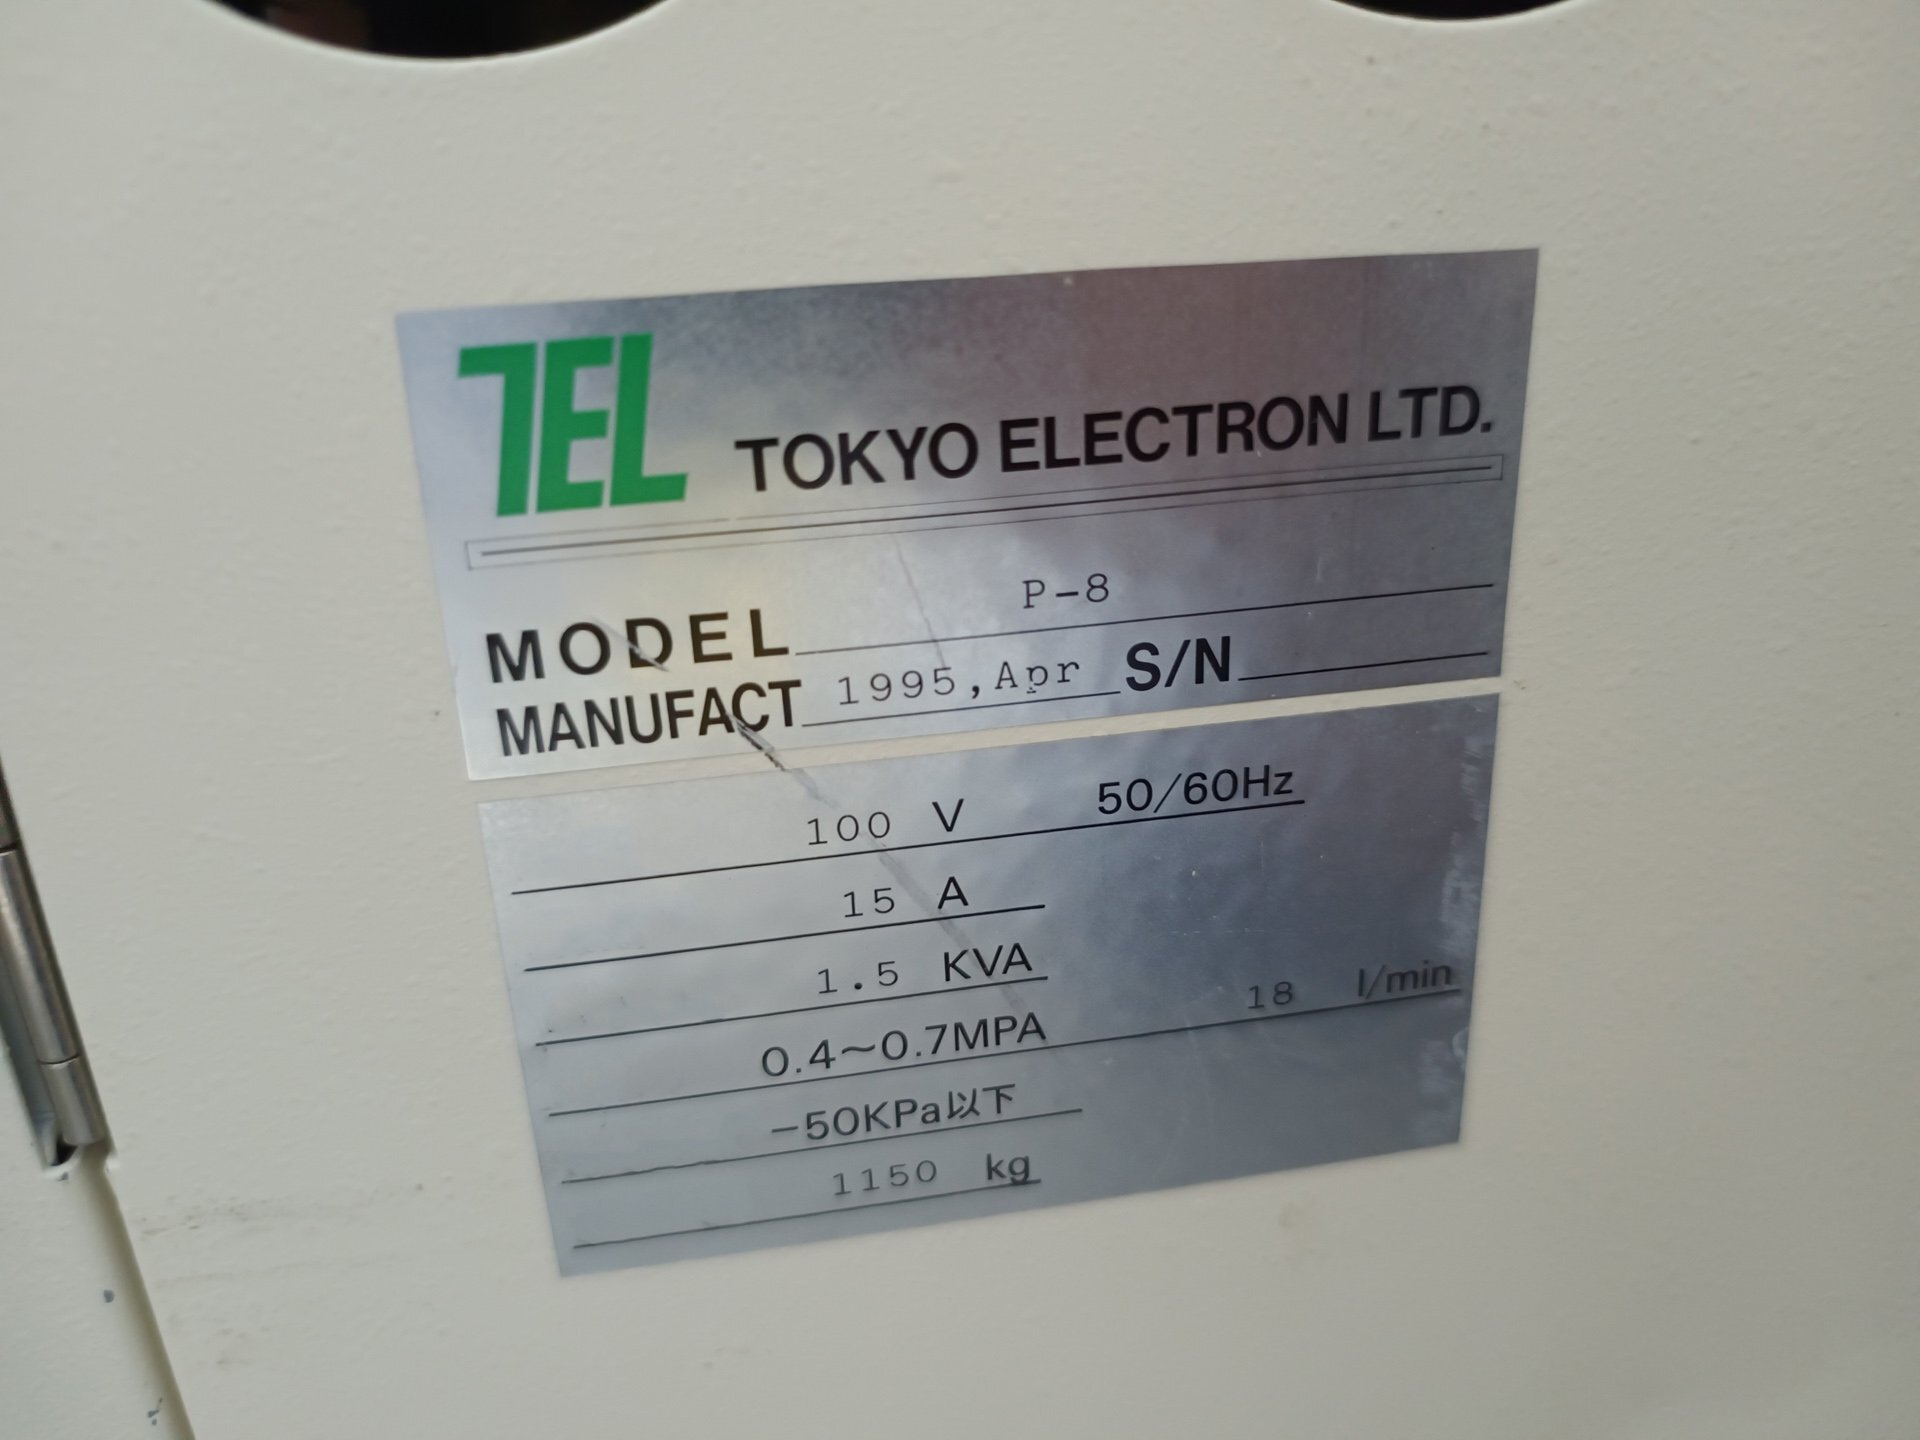 TEL TOKYO ELECTRON LTD.
MODEL P-8
MANUFACT 1995,Apr S/N
100 V 50/60Hz
15 A
1.5 KVA
0.4~0.7MPA 18 l/min
-50KPa以下
1150 kg